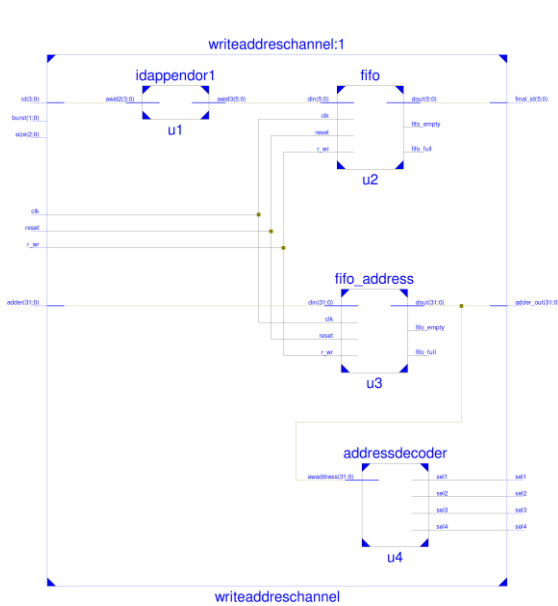 writeaddreschannel:1
idappendor1
fifo
id(3:0)
awid2(3:0)
awid3(5:0)
din(5:0)
dout(5:0)
final_id(5:0)
burst(1:0)
size(2:0)
clk
fifo_empty
u1
reset
r_wr
fifo_full
u2
clk
reset
r_wr
fifo_address
adder(31:0)
din(31:0)
dout(31:0)
adder_out(31:0)
clk
fifo_empty
reset
r_wr
fifo_full
u3
addressdecoder
awaddress(31:0)
sel1
sel1
sel2
sel2
sel3
sel3
sel4
sel4
u4
writeaddreschannel